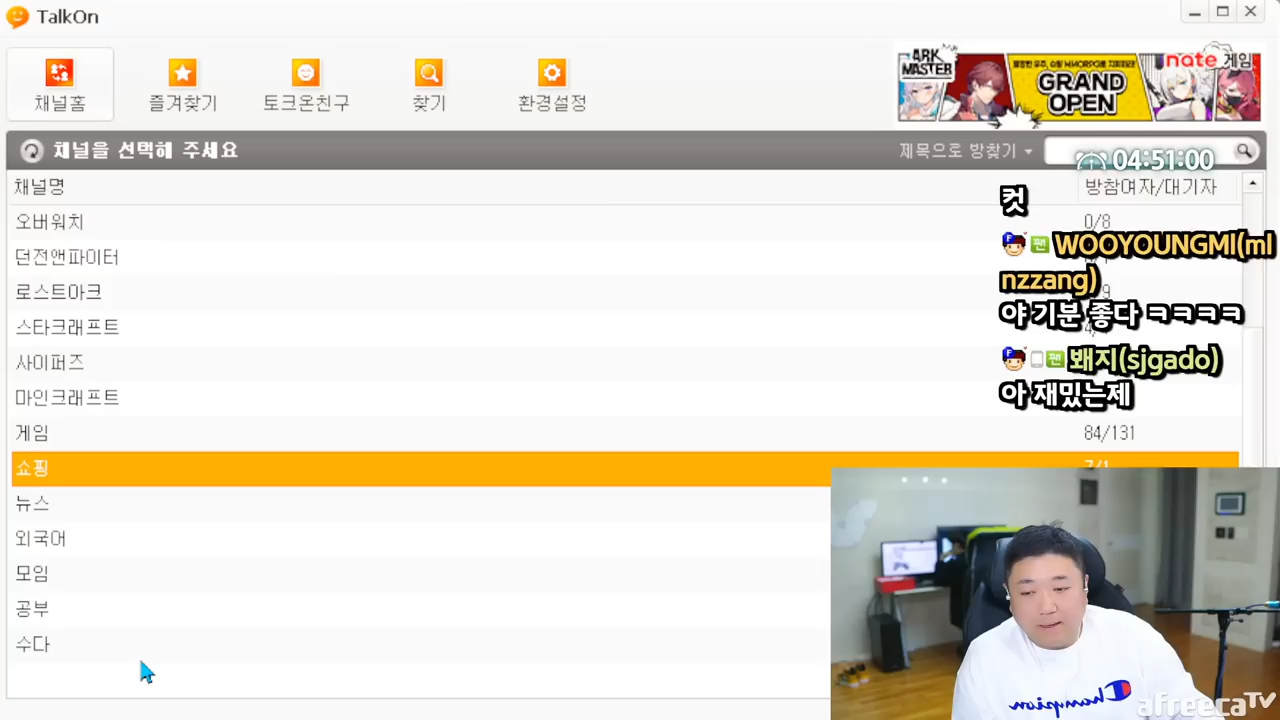 TalkOn
채널홈
즐겨찾기
토크온친구
찾기
환경설정
ARK MASTER
GRAND OPEN
nate 게임
채널을 선택해 주세요
제목으로 방찾기
04:51:00
채널명
방참여자/대기자
오버워치
0/8
던전앤파이터
로스트아크
스타크래프트
사이퍼즈
마인크래프트
게임
84/131
쇼핑
7/1
뉴스
외국어
모임
공부
수다
컷
팬 WOOYOUNGMI(ml
nzzang)
야 기분 좋다 ㅋㅋㅋㅋ
팬 봬지(sjgado)
아 재밌는제
Champion
afreecaTV